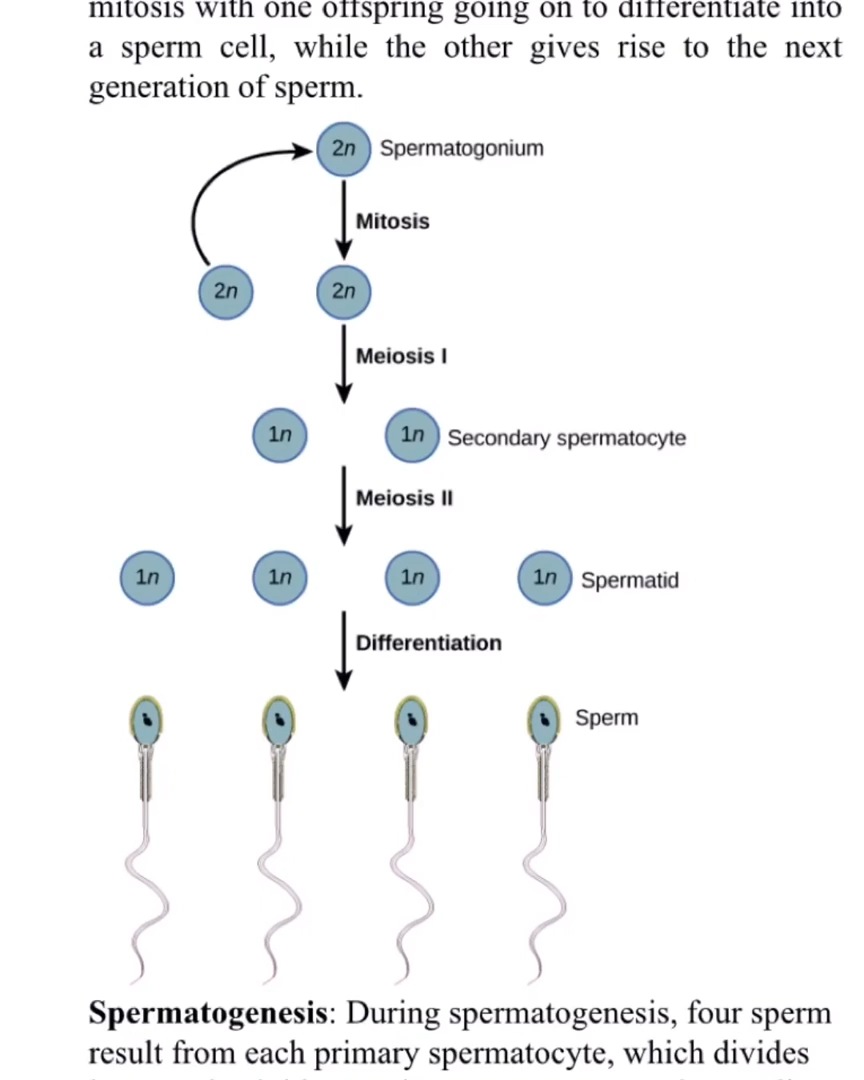 mitosis with one offspring going on to differentiate into
a sperm cell, while the other gives rise to the next
generation of sperm.
2n Spermatogonium
Mitosis
2n 2n
Meiosis I
1n 1n Secondary spermatocyte
Meiosis II
1n 1n 1n 1n Spermatid
Differentiation
Sperm
Spermatogenesis: During spermatogenesis, four sperm
result from each primary spermatocyte, which divides